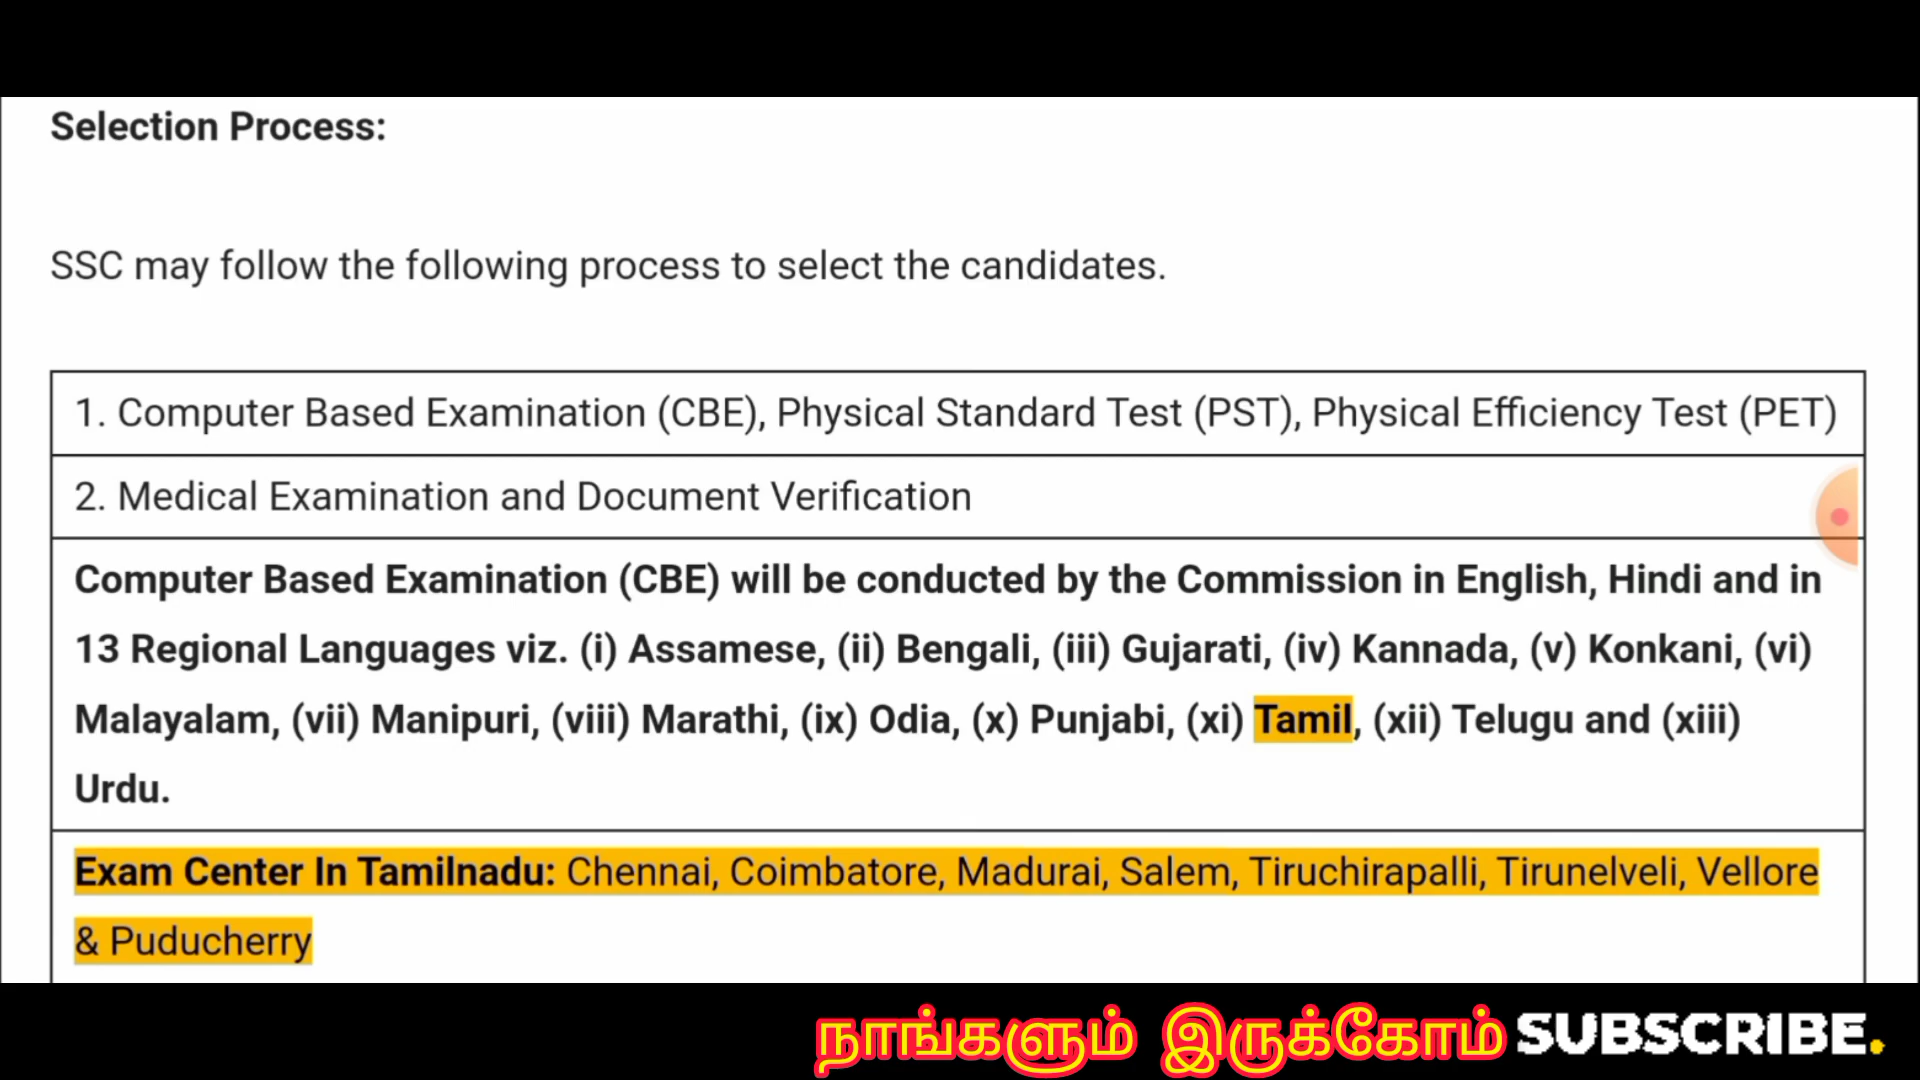 Selection Process:
SSC may follow the following process to select the candidates.
1. Computer Based Examination (CBE), Physical Standard Test (PST), Physical Efficiency Test (PET)
2. Medical Examination and Document Verification
Computer Based Examination (CBE) will be conducted by the Commission in English, Hindi and in
13 Regional Languages viz. (i) Assamese, (ii) Bengali, (iii) Gujarati, (iv) Kannada, (v) Konkani, (vi)
Malayalam, (vii) Manipuri, (viii) Marathi, (ix) Odia, (x) Punjabi, (xi) Tamil, (xii) Telugu and (xiii)
Urdu.
Exam Center In Tamilnadu: Chennai, Coimbatore, Madurai, Salem, Tiruchirapalli, Tirunelveli, Vellore
& Puducherry
நாங்களும் இருக்கோம் SUBSCRIBE.